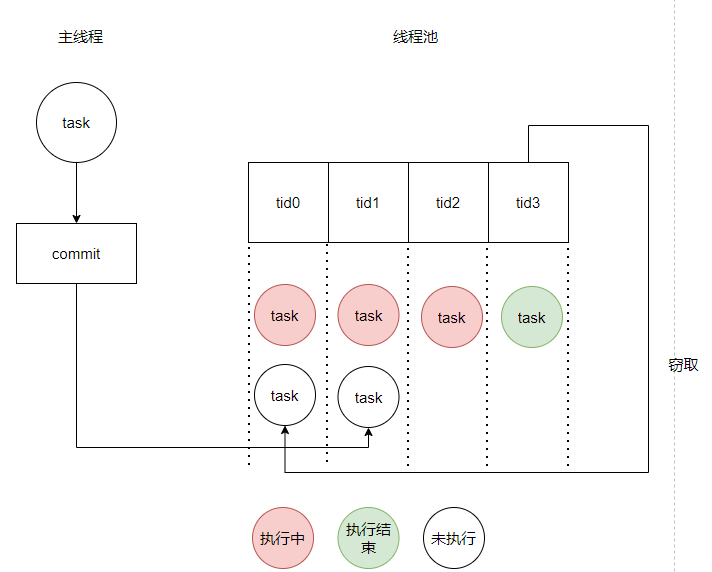 主线程
线程池
task
tid0
tid1
tid2
tid3
commit
task
task
task
task
窃取
task
task
执行中
执行结
束
未执行